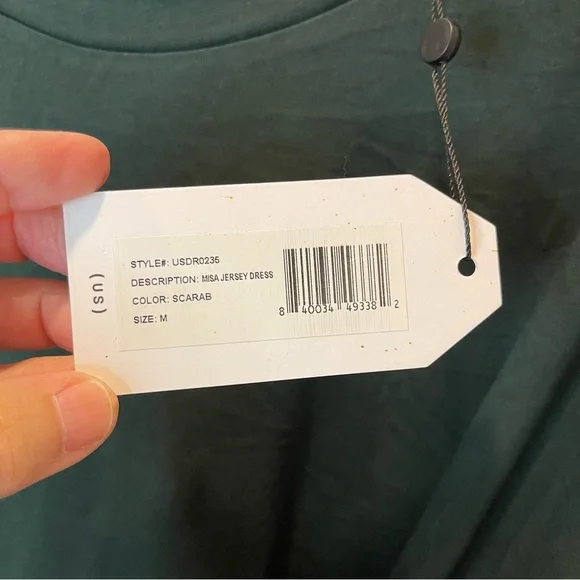 (us)
STYLE#: USDR0235
DESCRIPTION: MISA JERSEY DRESS
COLOR: SCARAB
SIZE: M
8 40034 49338 2